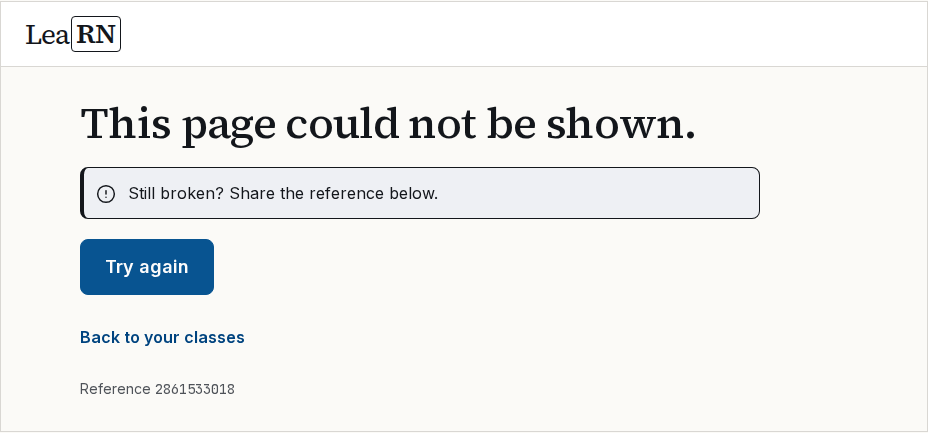 LeaRN
This page could not be shown.
Still broken? Share the reference below.
Try again
Back to your classes
Reference 2861533018